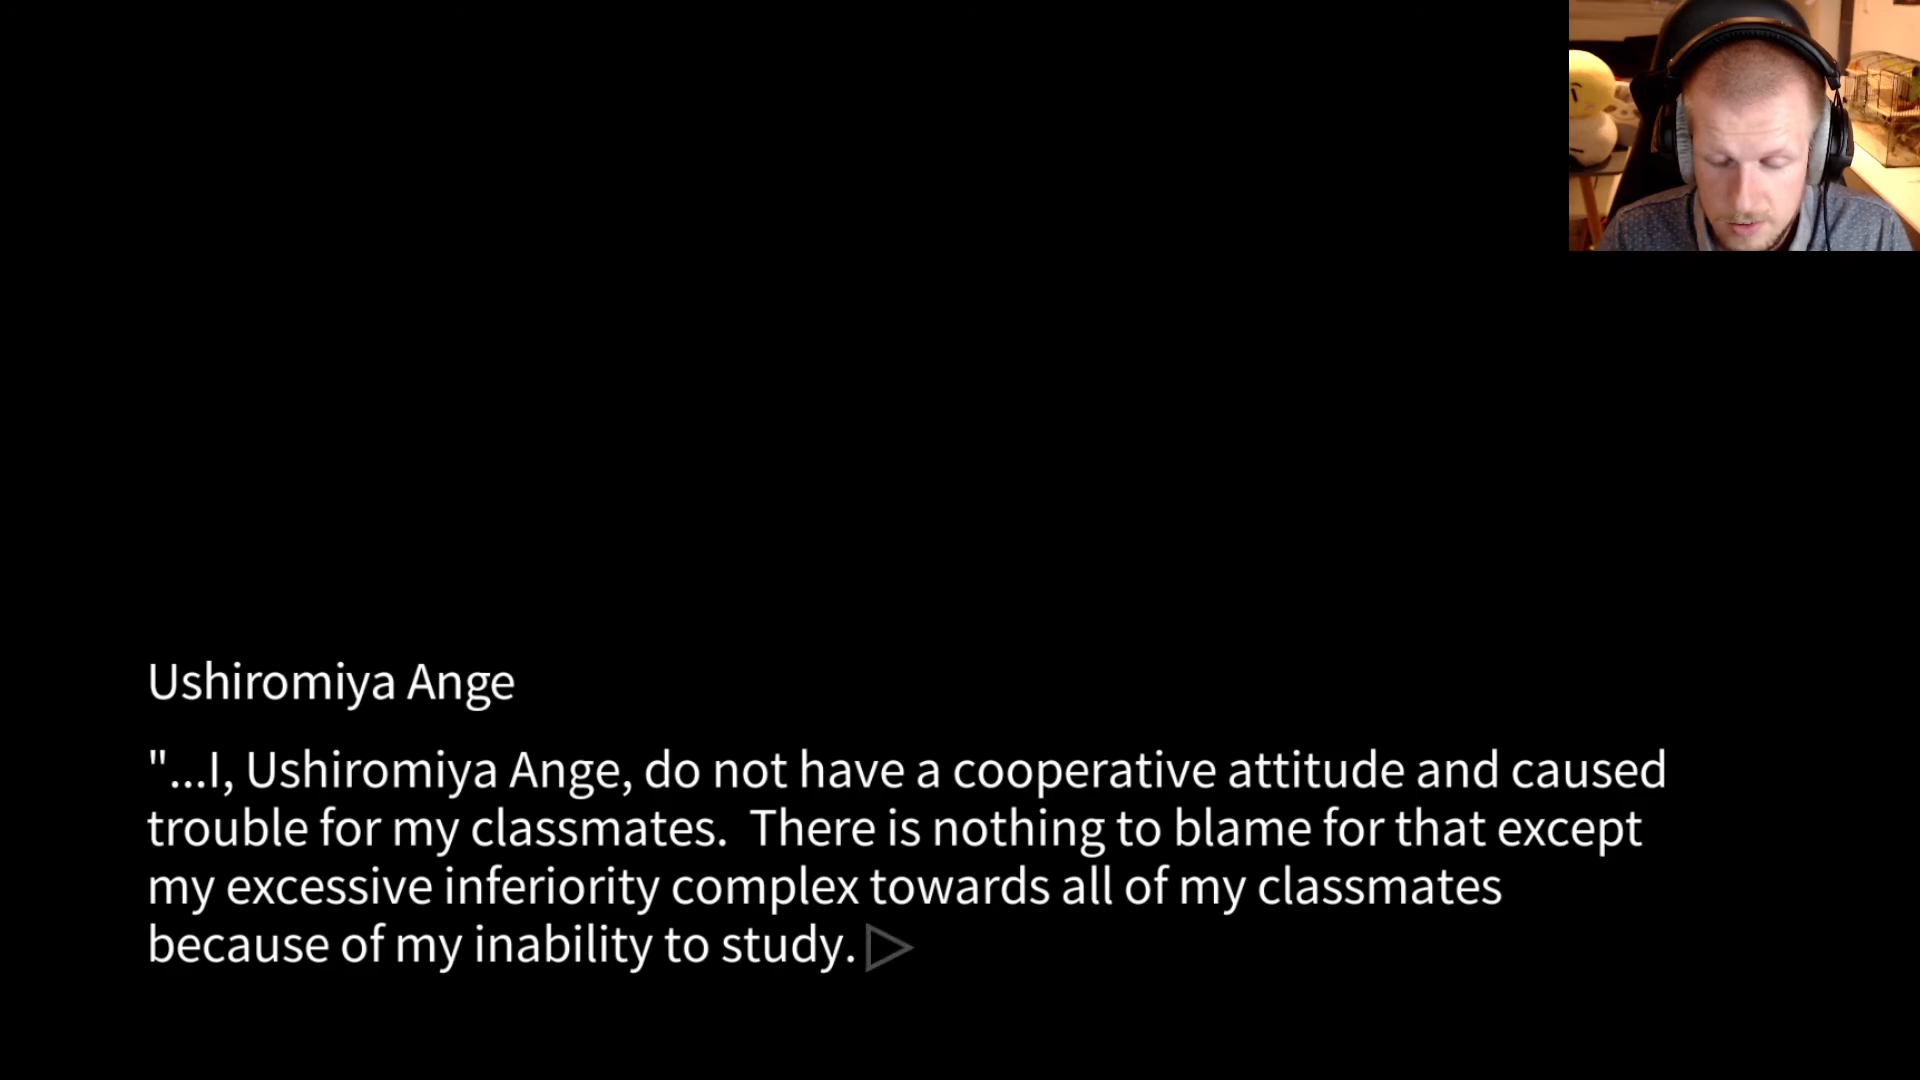 Ushiromiya Ange
"...I, Ushiromiya Ange, do not have a cooperative attitude and caused
trouble for my classmates.  There is nothing to blame for that except
my excessive inferiority complex towards all of my classmates
because of my inability to study.